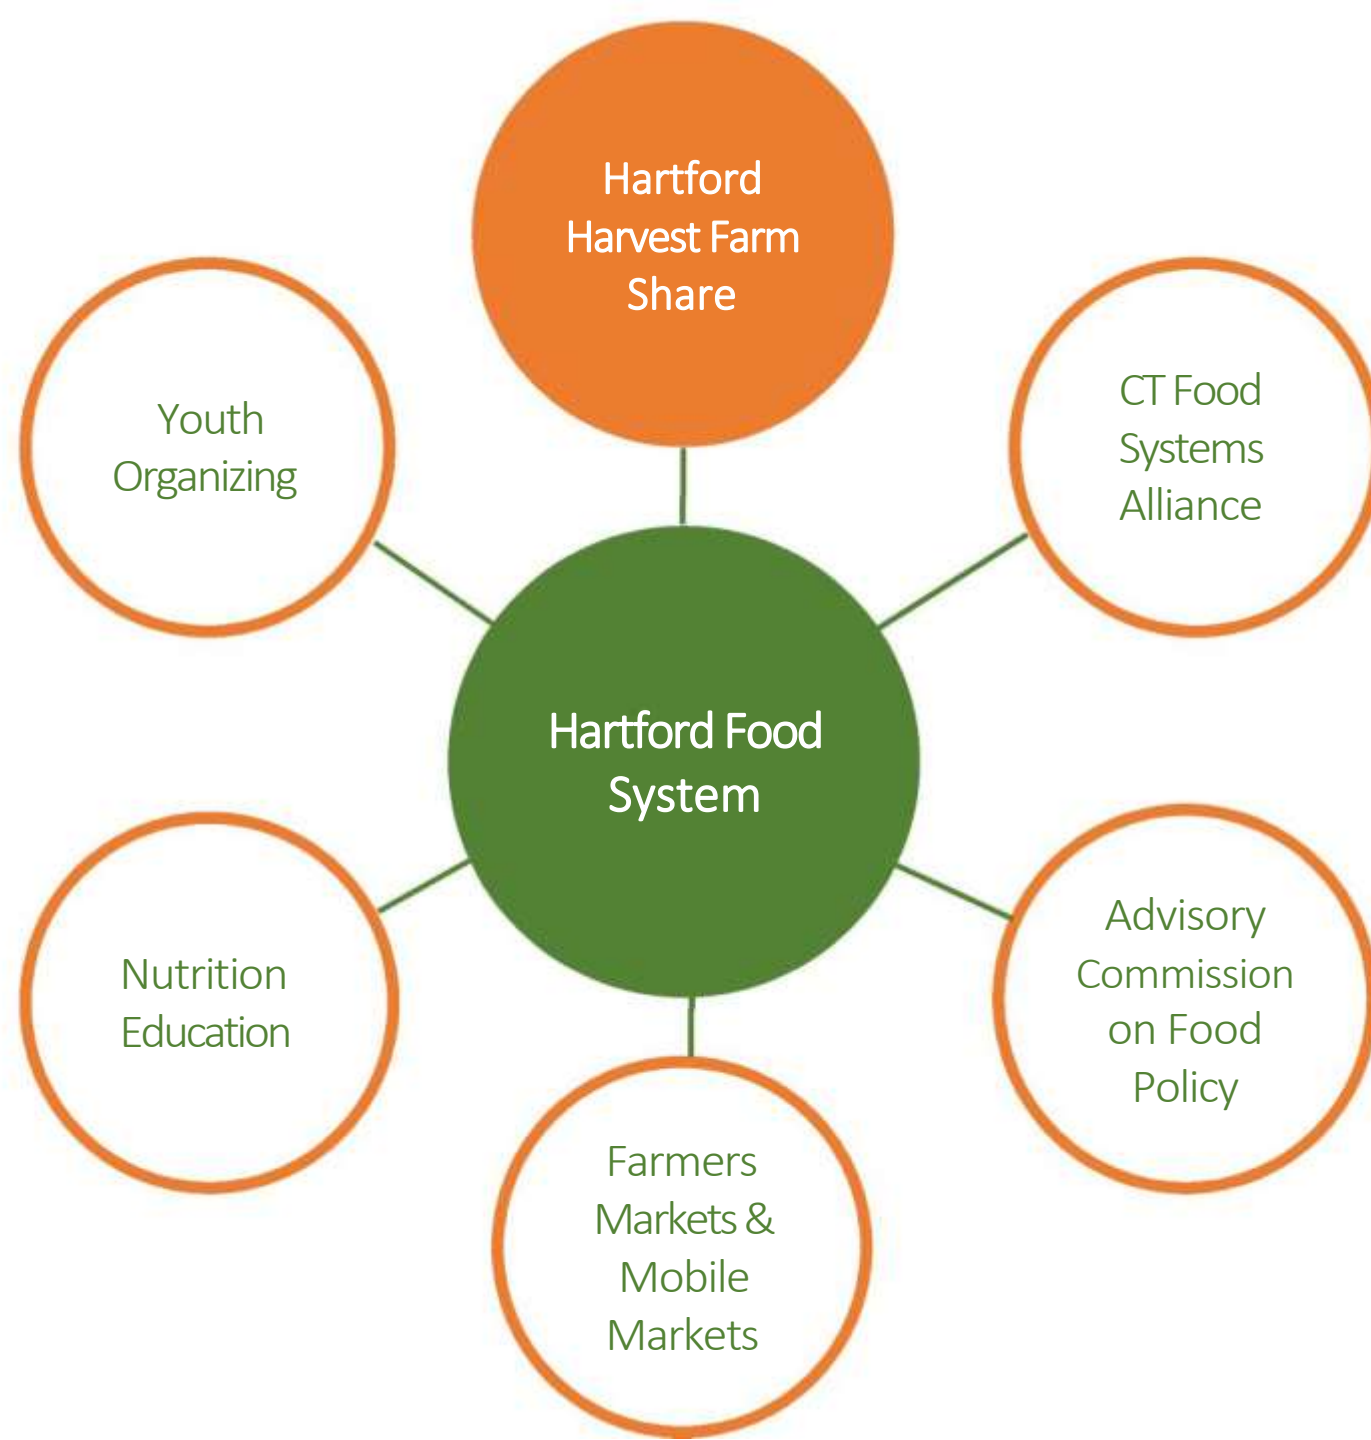 Hartford
Harvest Farm
Share
Youth
Organizing
CT Food
Systems
Alliance
Hartford Food
System
Nutrition
Education
Advisory
Commission
on Food
Policy
Farmers
Markets &
Mobile
Markets